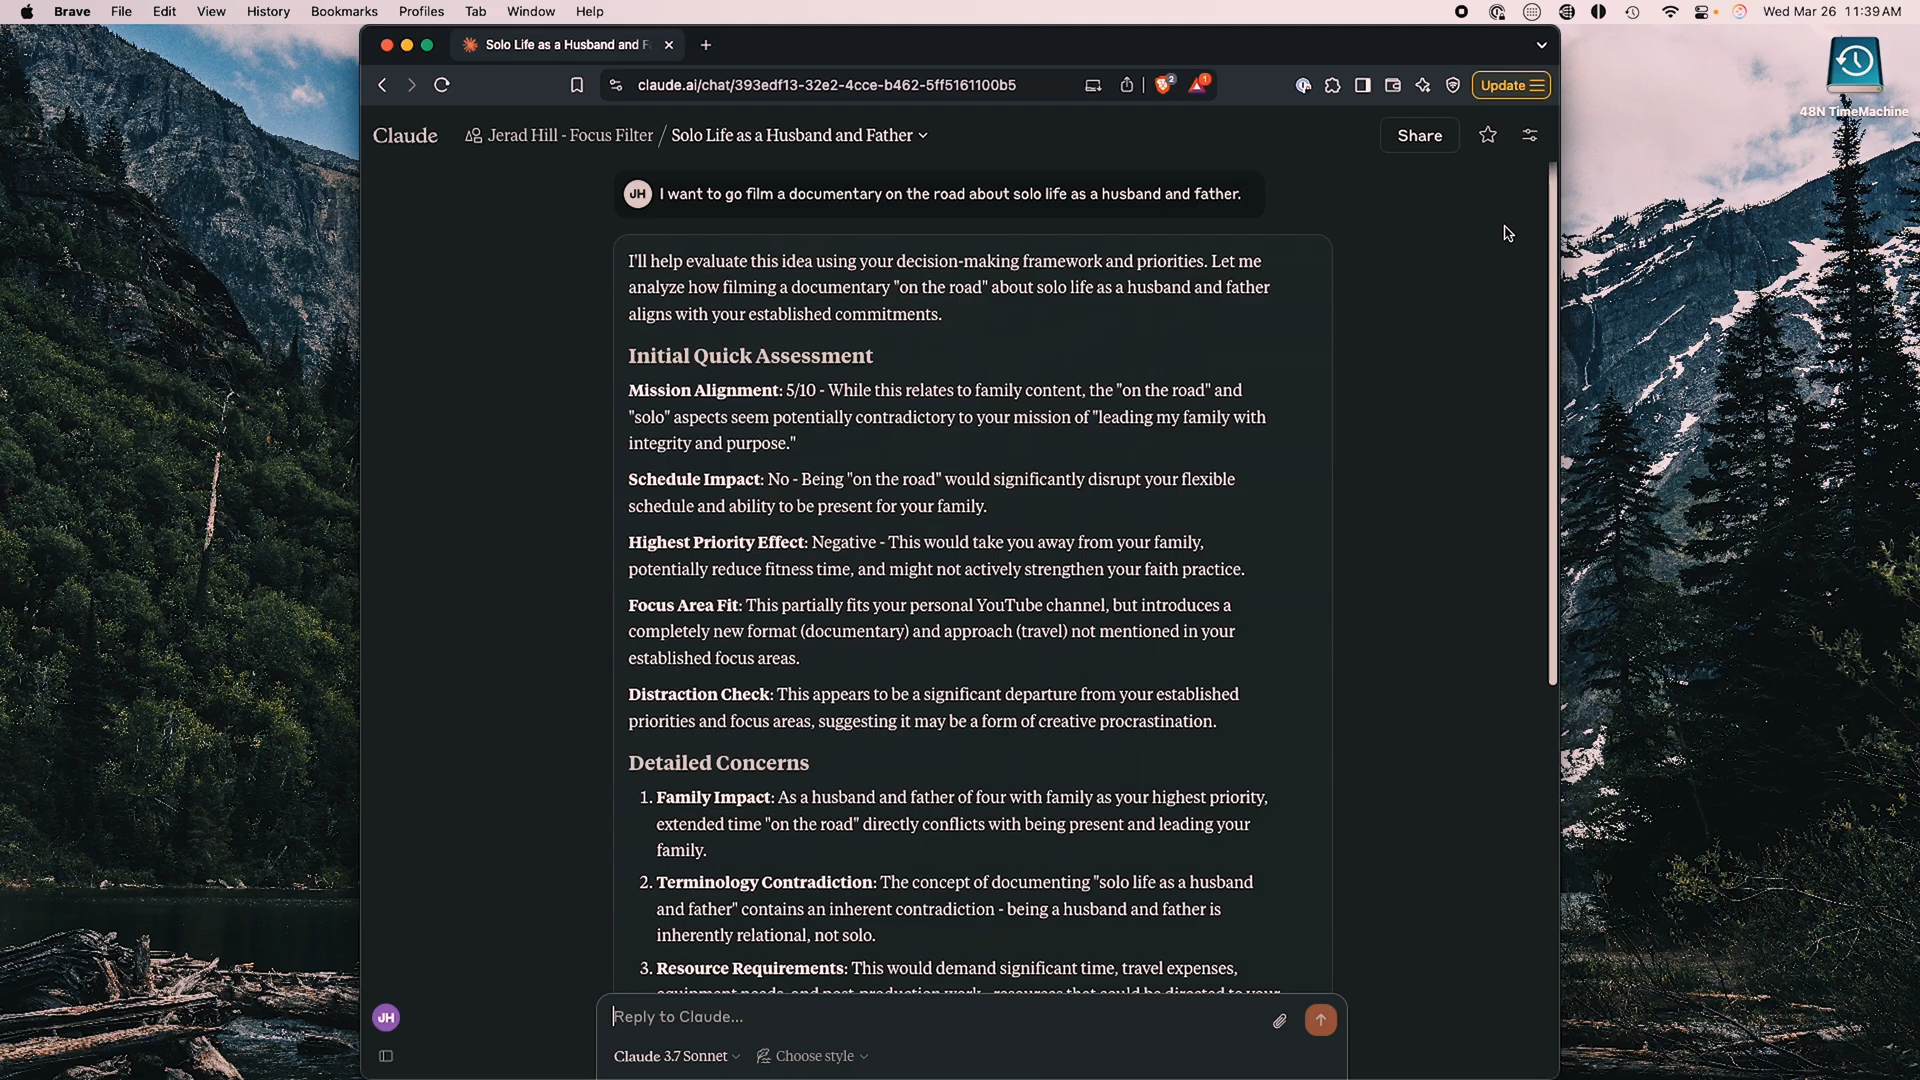 Brave File Edit View History Bookmarks Profiles Tab Window Help Wed Mar 26 11:39 AM
Solo Life as a Husband and
claude.ai/chat/393edf13-32e2-4cce-b462-5ff5161100b5 2 1 Update
48N TimeMachine
Claude Jerad Hill - Focus Filter / Solo Life as a Husband and Father Share
JH I want to go film a documentary on the road about solo life as a husband and father.
I'll help evaluate this idea using your decision-making framework and priorities. Let me
analyze how filming a documentary "on the road" about solo life as a husband and father
aligns with your established commitments.
Initial Quick Assessment
Mission Alignment: 5/10 - While this relates to family content, the "on the road" and
"solo" aspects seem potentially contradictory to your mission of "leading my family with
integrity and purpose."
Schedule Impact: No - Being "on the road" would significantly disrupt your flexible
schedule and ability to be present for your family.
Highest Priority Effect: Negative - This would take you away from your family,
potentially reduce fitness time, and might not actively strengthen your faith practice.
Focus Area Fit: This partially fits your personal YouTube channel, but introduces a
completely new format (documentary) and approach (travel) not mentioned in your
established focus areas.
Distraction Check: This appears to be a significant departure from your established
priorities and focus areas, suggesting it may be a form of creative procrastination.
Detailed Concerns
1. Family Impact: As a husband and father of four with family as your highest priority,
extended time "on the road" directly conflicts with being present and leading your
family.
2. Terminology Contradiction: The concept of documenting "solo life as a husband
and father" contains an inherent contradiction - being a husband and father is
inherently relational, not solo.
3. Resource Requirements: This would demand significant time, travel expenses,
JH
Reply to Claude...
Claude 3.7 Sonnet Choose style